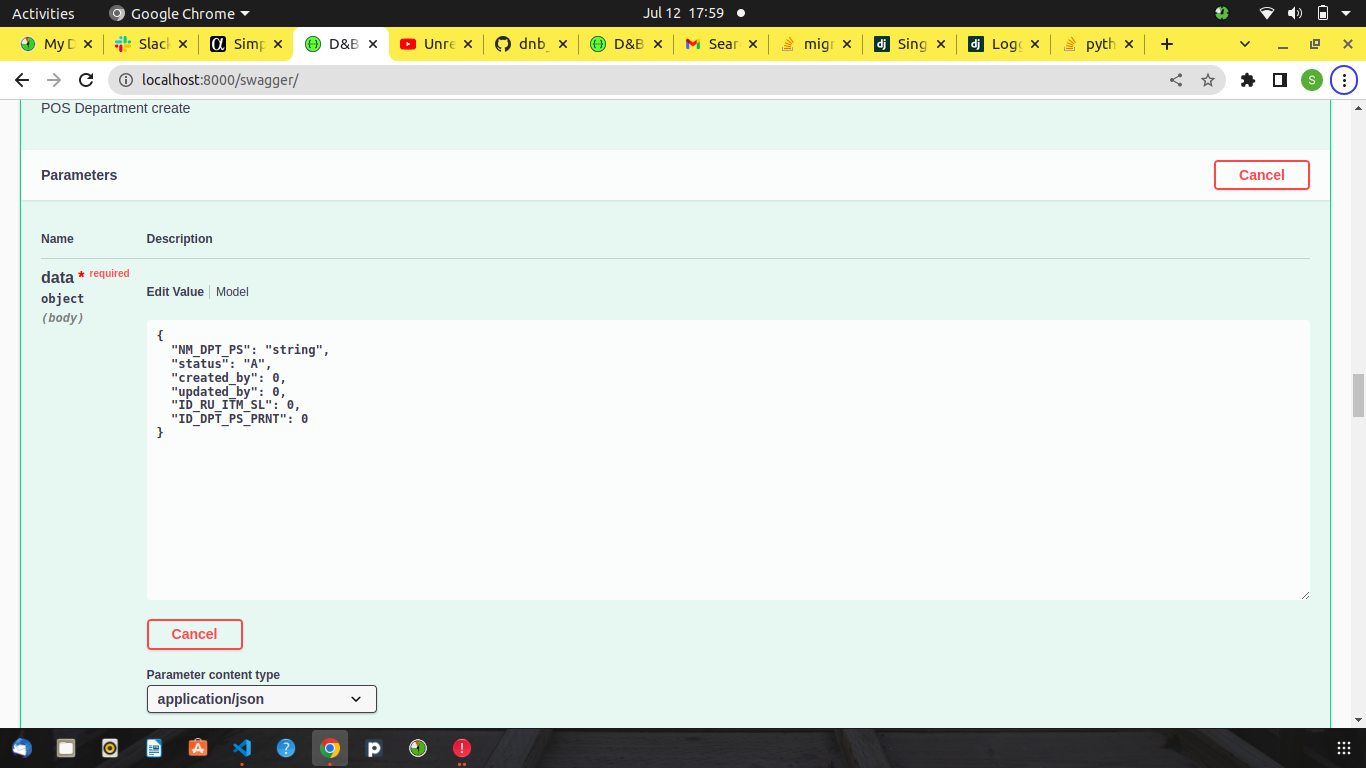 Activities Google Chrome Jul 12 17:59
My D Slack Simp D&B Unre dnb_ D&B Sear migr Sing Logg pyth
localhost:8000/swagger/ S
POS Department create
Parameters Cancel
Name Description
data * required
object
(body)
Edit Value Model
{
"NM_DPT_PS": "string",
"status": "A",
"created_by": 0,
"updated_by": 0,
"ID_RU_ITM_SL": 0,
"ID_DPT_PS_PRNT": 0
}
Cancel
Parameter content type
application/json